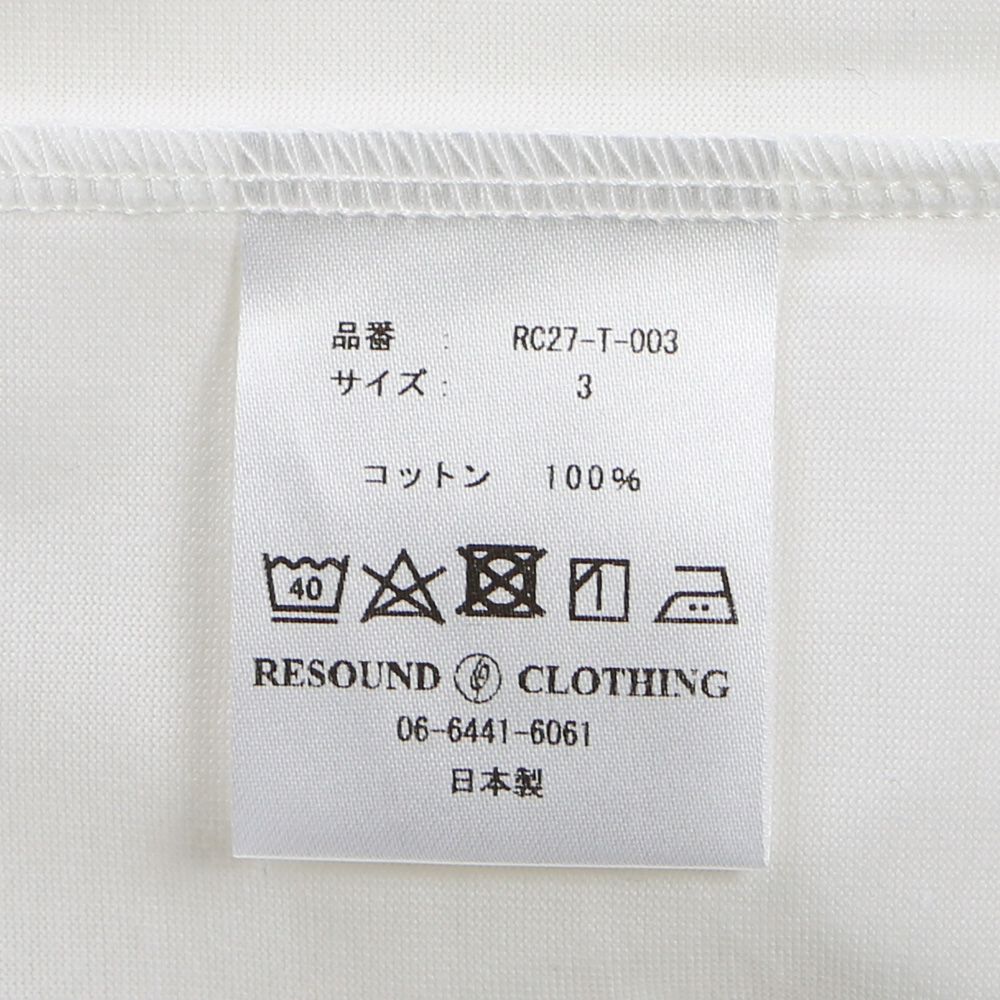 品番 : RC27-T-003
サイズ : 3
コットン 100%
40
RESOUND CLOTHING
06-6441-6061
日本製